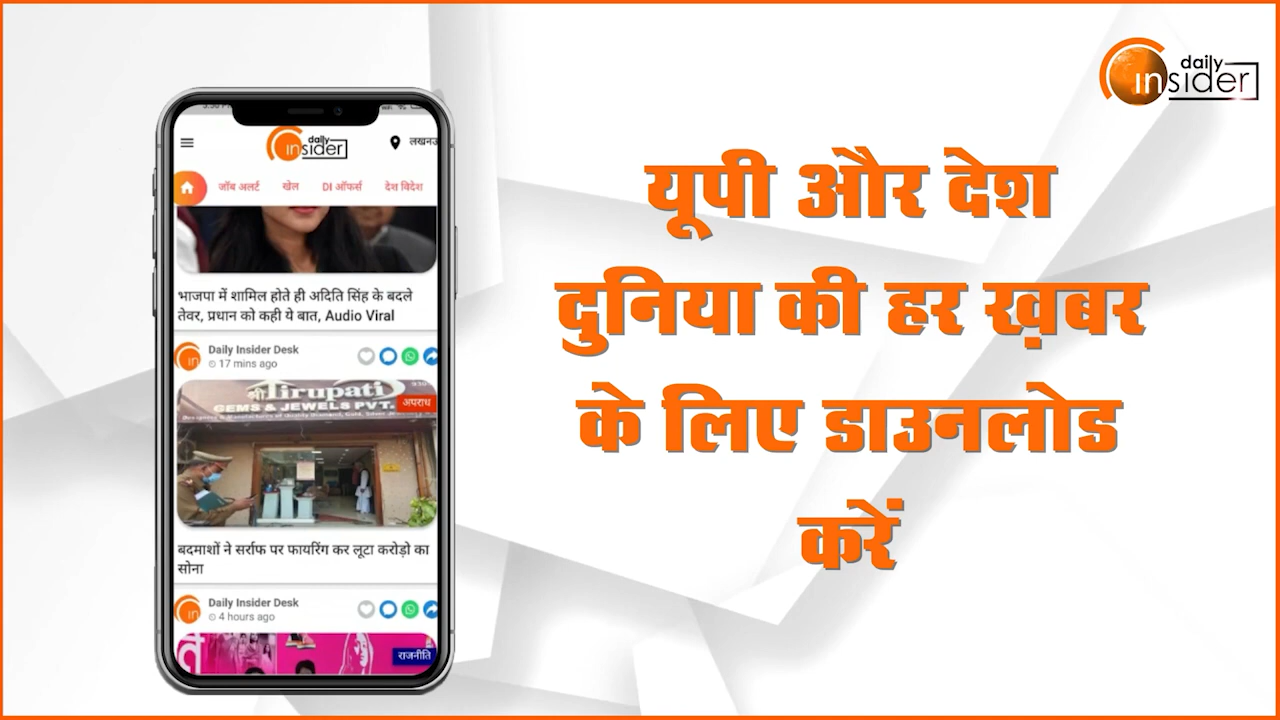 daily
insider
यूपी और देश
दुनिया की हर ख़बर
के लिए डाउनलोड
करें
daily
insider
जॉब अलर्ट खेल DI ऑफर्स देश विदेश
भाजपा में शामिल होते ही अदिति सिंह के बदले
तेवर, प्रधान को कही ये बात, Audio Viral
Daily Insider Desk
17 mins ago
श्री Tirupati
GEMS & JEWELS PVT.
अपराध
बदमाशों ने सर्राफ पर फायरिंग कर लूटा करोड़ो का
सोना
Daily Insider Desk
4 hours ago
राजनीति